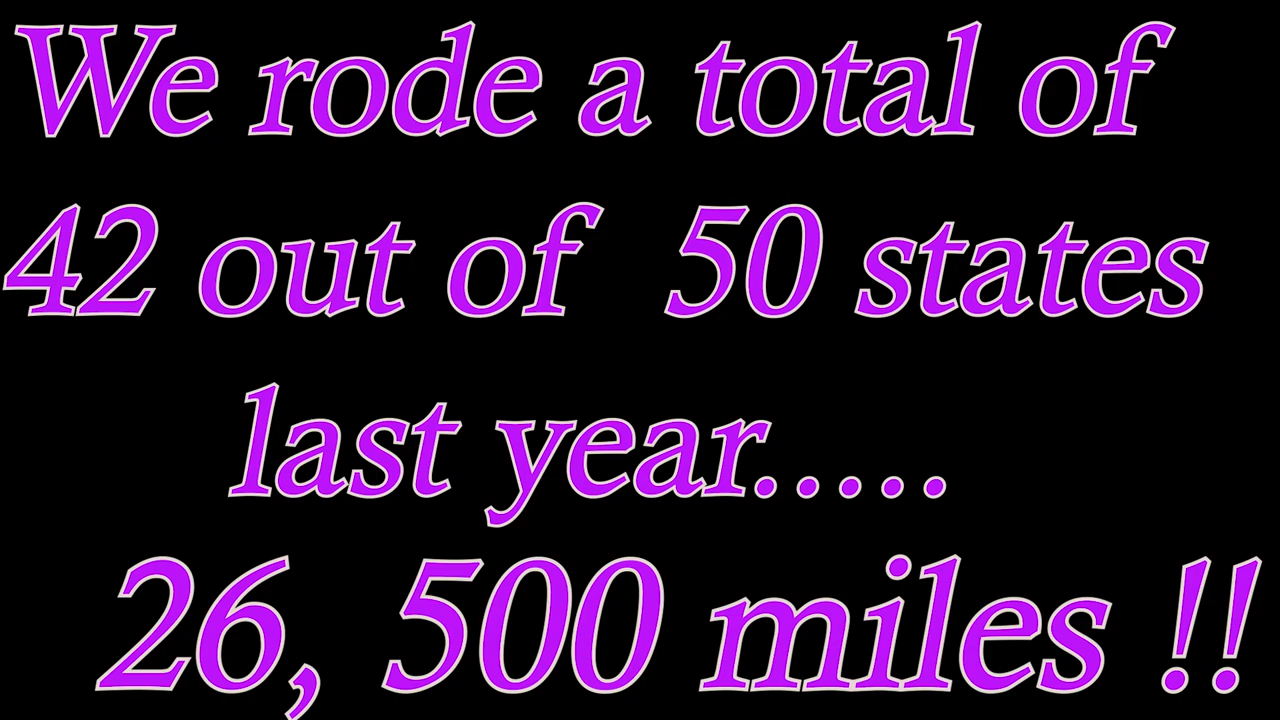 We rode a total of
42 out of 50 states
last year.....
26, 500 miles !!